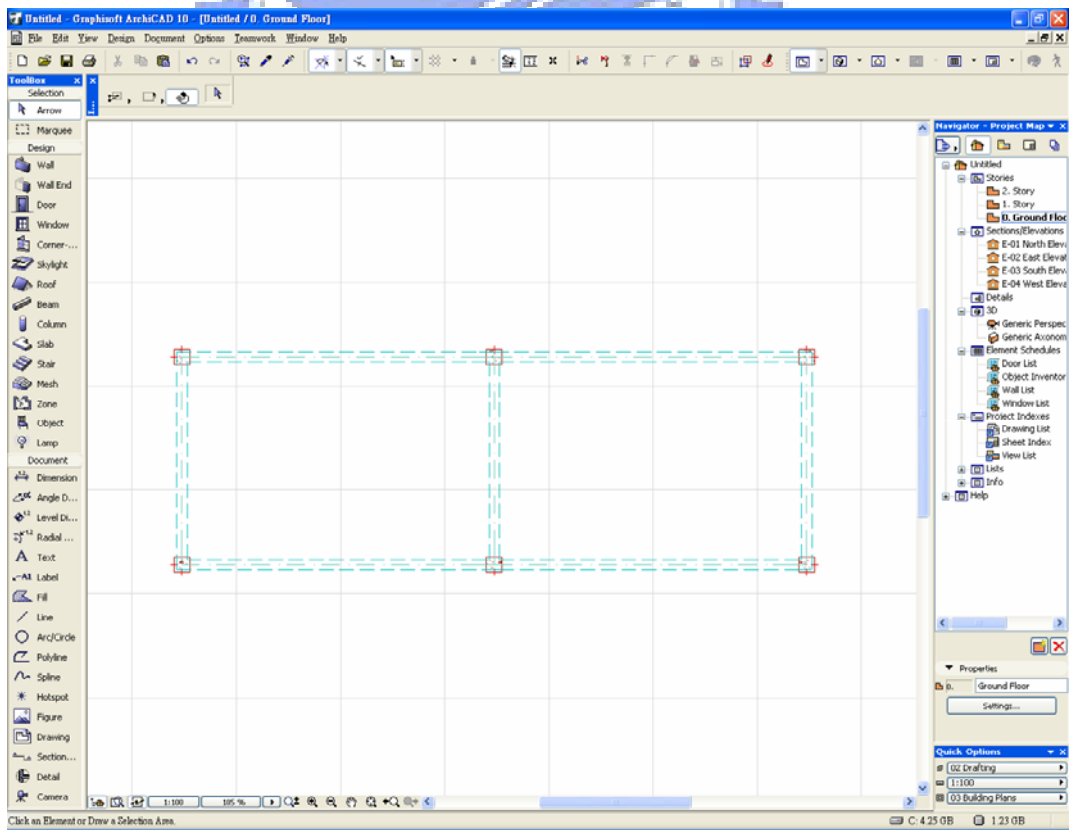 Untitled - Graphisoft ArchiCAD 10 - [Untitled / 0. Ground Floor]
File Edit View Design Document Options Teamwork Window Help
ToolBox
Selection
Arrow
Marquee
Design
Wall
Wall End
Door
Window
Corner-...
Skylight
Roof
Beam
Column
Slab
Stair
Mesh
Zone
Object
Lamp
Document
Dimension
Angle D...
Level Di...
Radial ...
Text
Label
Fill
Line
Arc/Circle
Polyline
Spline
Hotspot
Figure
Drawing
Section...
Detail
Camera
Navigator - Project Map
Untitled
Stories
2. Story
1. Story
0. Ground Floo
Sections/Elevations
E-01 North Eleva
E-02 East Elevat
E-03 South Eleva
E-04 West Eleva
Details
3D
Generic Perspec
Generic Axonom
Element Schedules
Door List
Object Inventor
Wall List
Window List
Project Indexes
Drawing List
Sheet Index
View List
Lists
Info
Help
Properties
0. Ground Floor
Settings...
Quick Options
02 Drafting
1:100
03 Building Plans
1:100 105 %
Click an Element or Draw a Selection Area.
C: 4.25 GB 1.23 GB